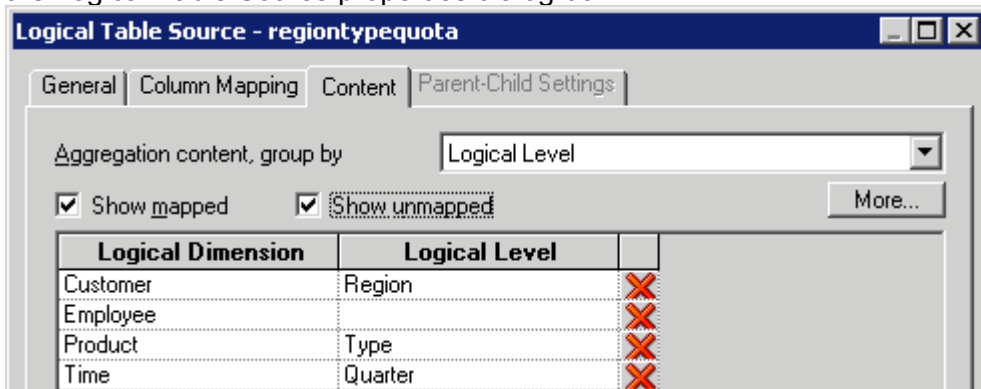 Logical Table Source - regiontypequota
General Column Mapping Content Parent-Child Settings
Aggregation content, group by Logical Level
Show mapped Show unmapped More...
Logical Dimension Logical Level
Customer Region
Employee
Product Type
Time Quarter